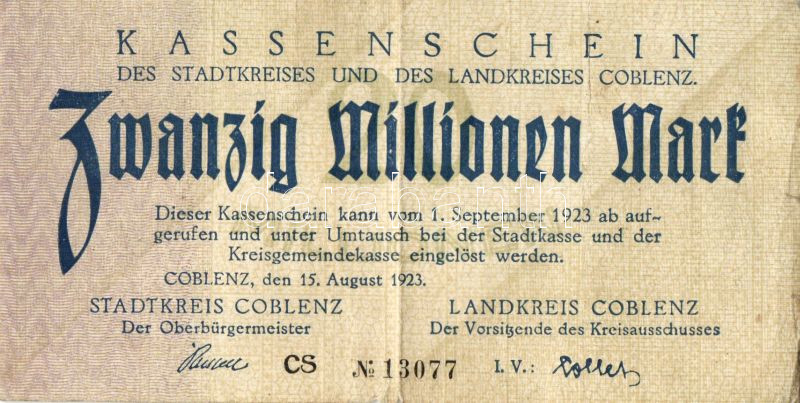 KASSENSCHEIN
DES STADTKREISES UND DES LANDKREISES COBLENZ.
Zwanzig Millionen Mark
Dieser Kassenschein kann vom 1. September 1923 ab auf-
gerufen und unter Umtausch bei der Stadtkasse und der
Kreisgemeindekasse eingelöst werden.
COBLENZ, den 15. August 1923.
STADTKREIS COBLENZ
Der Oberbürgermeister
LANDKREIS COBLENZ
Der Vorsitzende des Kreisausschusses
CS № 13077 I. V.: